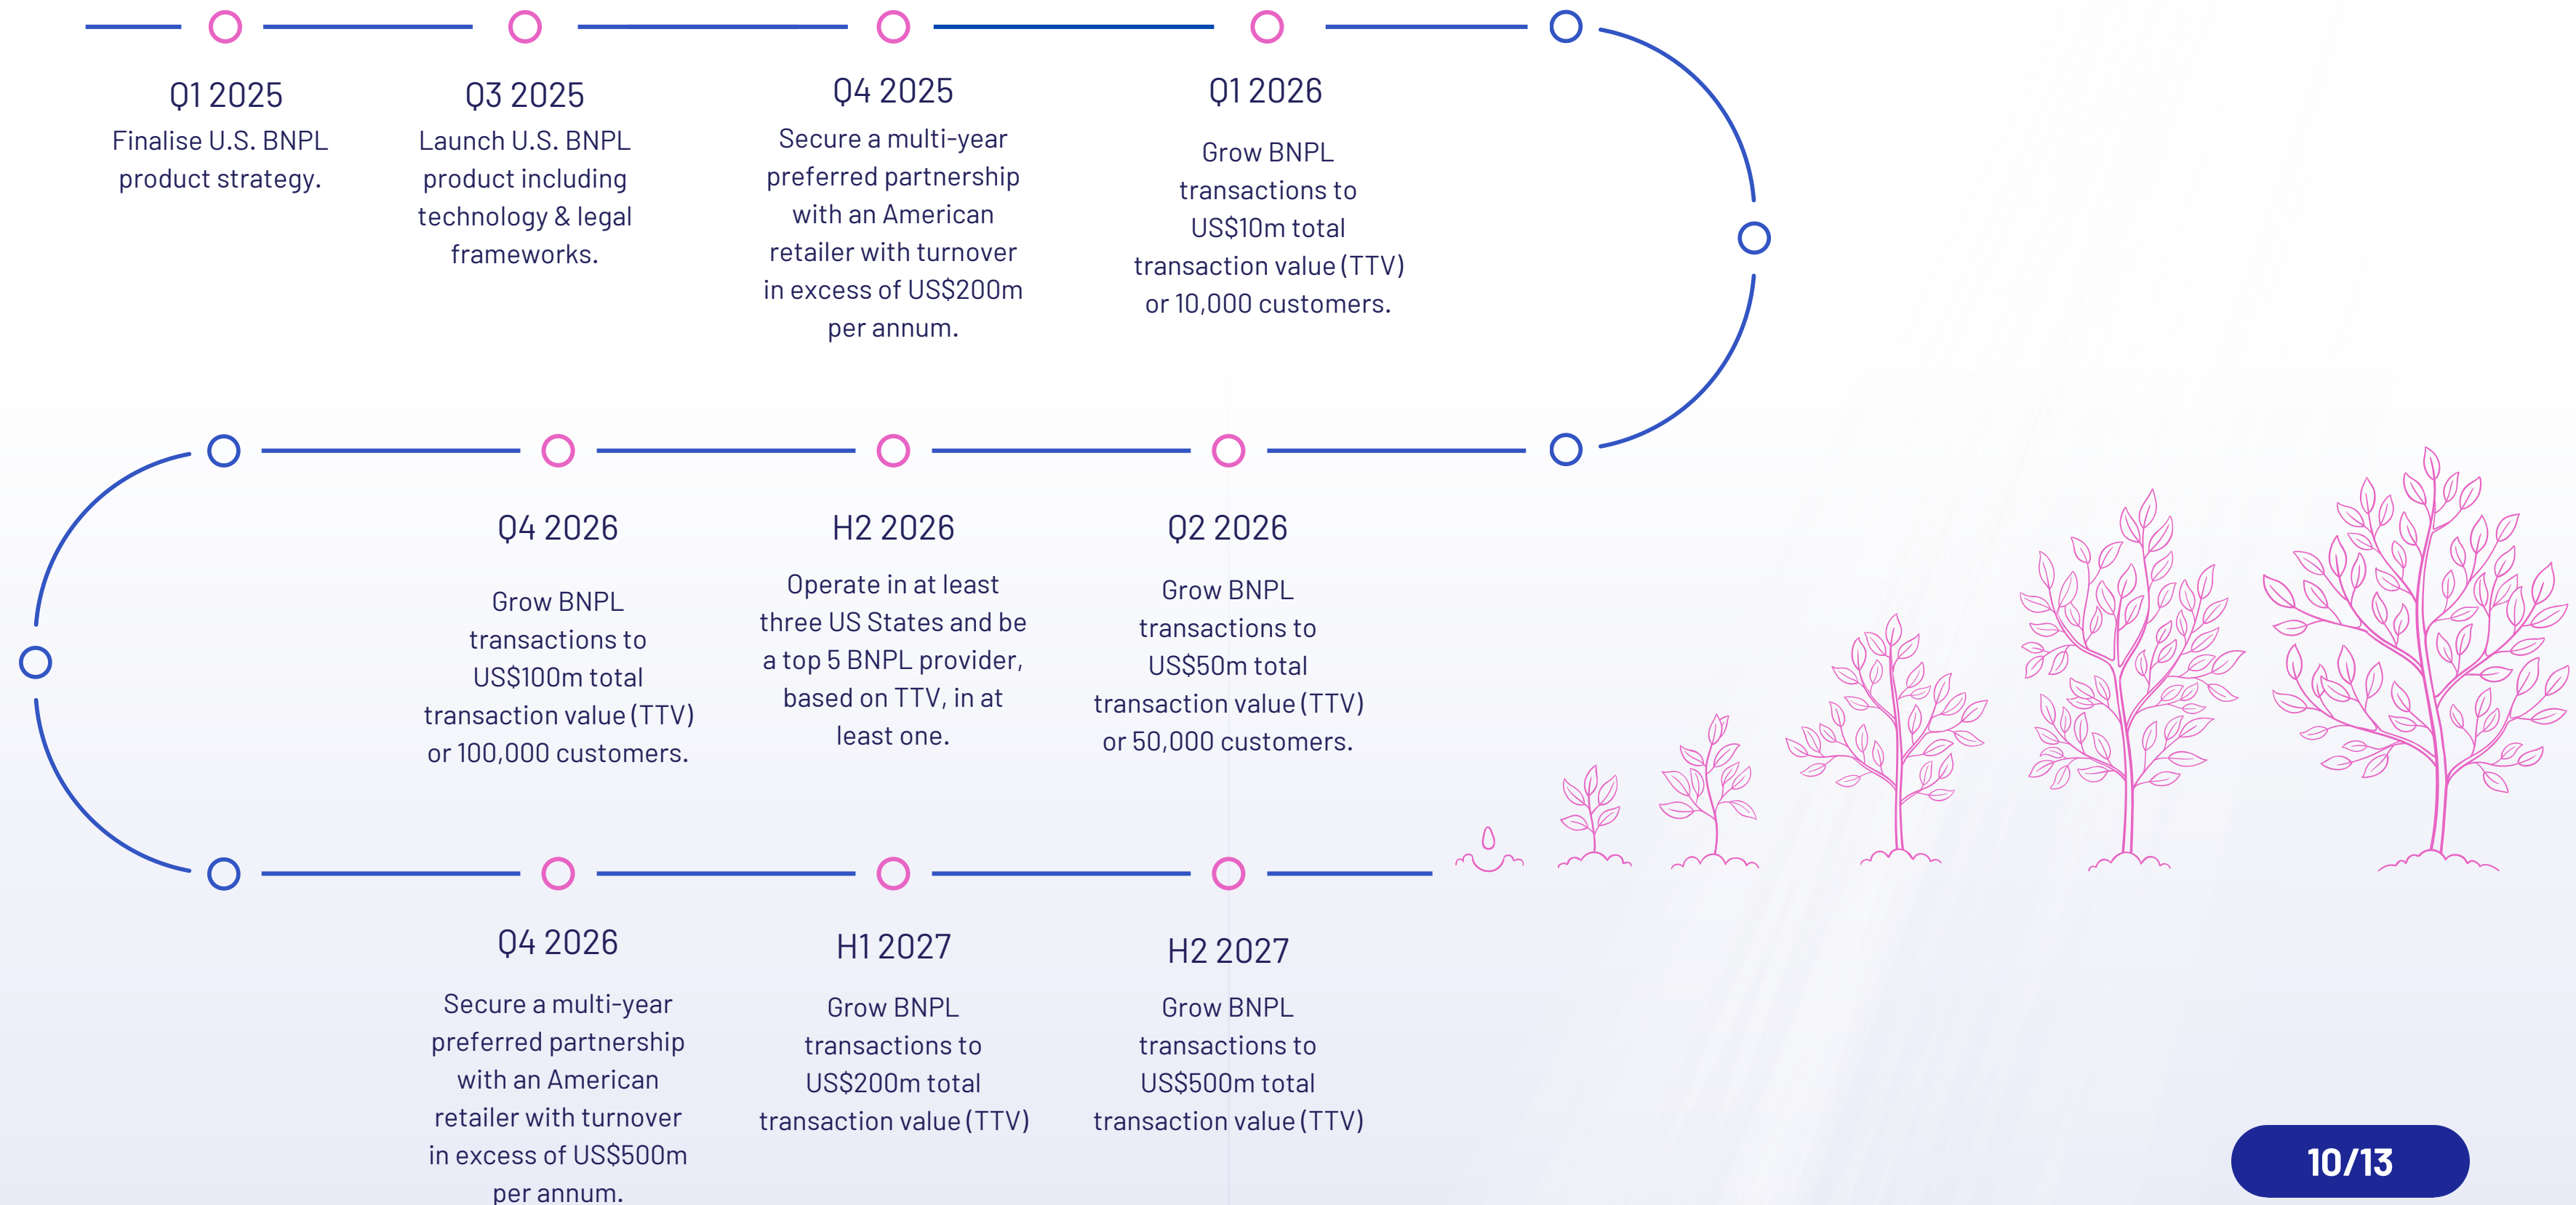 Q1 2025
Finalise U.S. BNPL
product strategy.
Q3 2025
Launch U.S. BNPL
product including
technology & legal
frameworks.
Q4 2025
Secure a multi-year
preferred partnership
with an American
retailer with turnover
in excess of US$200m
per annum.
Q1 2026
Grow BNPL
transactions to
US$10m total
transaction value (TTV)
or 10,000 customers.
Q4 2026
Grow BNPL
transactions to
US$100m total
transaction value (TTV)
or 100,000 customers.
H2 2026
Operate in at least
three US States and be
a top 5 BNPL provider,
based on TTV, in at
least one.
Q2 2026
Grow BNPL
transactions to
US$50m total
transaction value (TTV)
or 50,000 customers.
Q4 2026
Secure a multi-year
preferred partnership
with an American
retailer with turnover
in excess of US$500m
per annum.
H1 2027
Grow BNPL
transactions to
US$200m total
transaction value (TTV)
H2 2027
Grow BNPL
transactions to
US$500m total
transaction value (TTV)
10/13